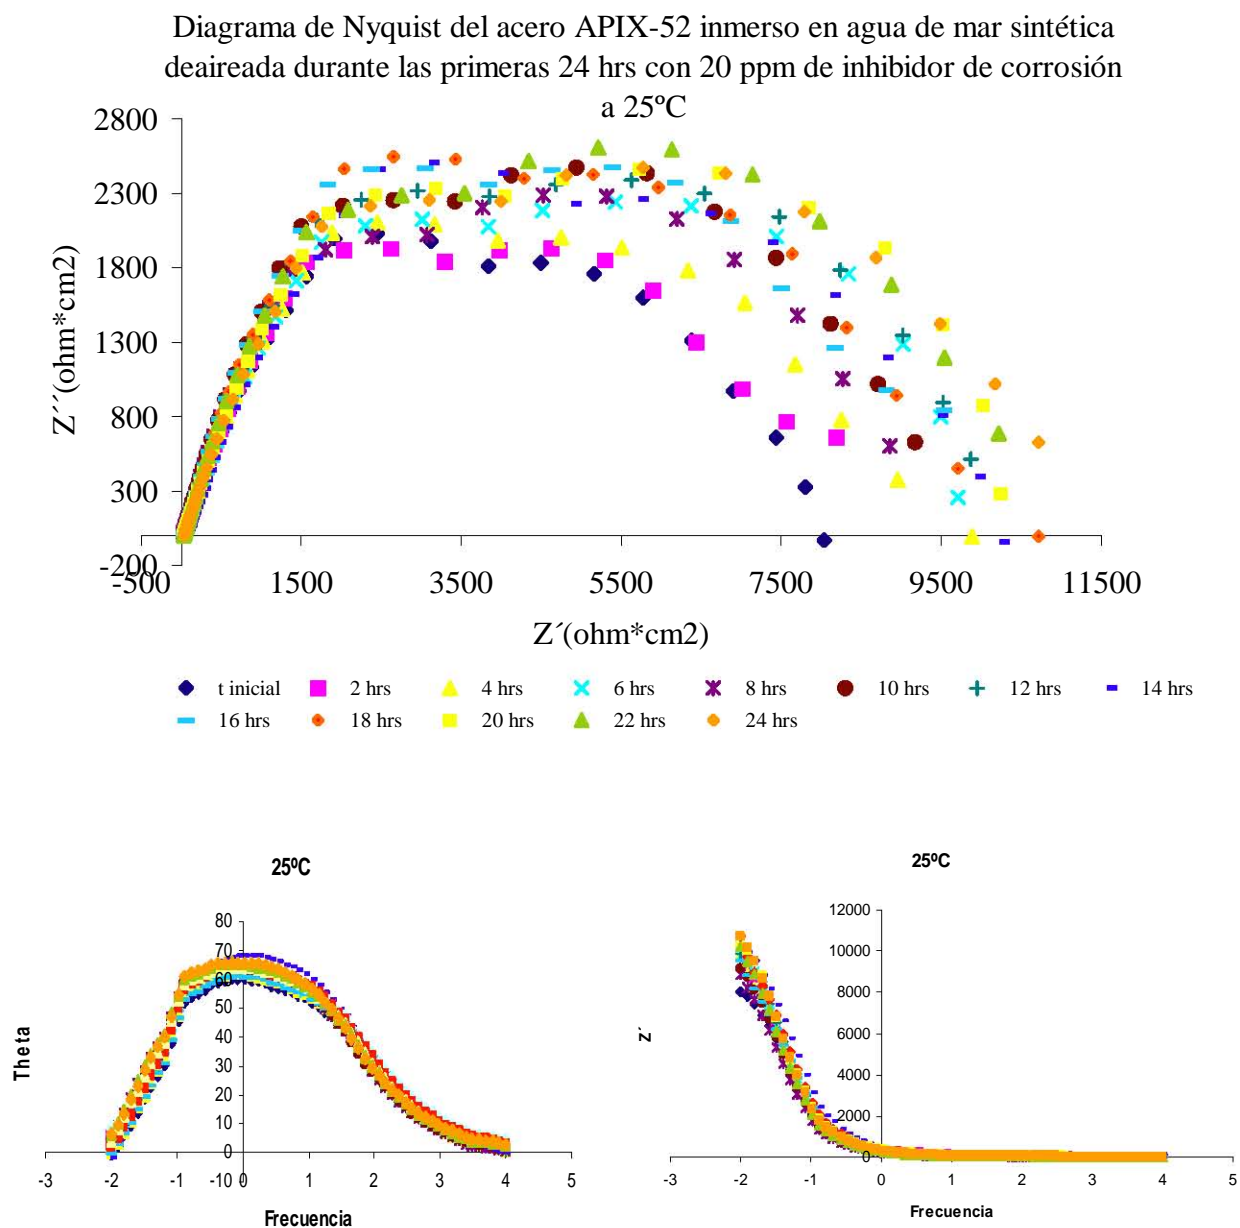 Diagrama de Nyquist del acero APIX-52 inmerso en agua de mar sintética
deaireada durante las primeras 24 hrs con 20 ppm de inhibidor de corrosión
a 25ºC
2800
2300
1800
1300
800
300
-200
Z´´(ohm*cm2)
-500 1500 3500 5500 7500 9500 11500
Z´(ohm*cm2)
t inicial 2 hrs 4 hrs 6 hrs 8 hrs 10 hrs 12 hrs 14 hrs
16 hrs 18 hrs 20 hrs 22 hrs 24 hrs
25ºC
80
70
60
50
40
30
20
10
0
-10
Theta
-3 -2 -1 0 1 2 3 4 5
Frecuencia
25ºC
12000
10000
8000
6000
4000
2000
0
Z´
-3 -2 -1 0 1 2 3 4 5
Frecuencia